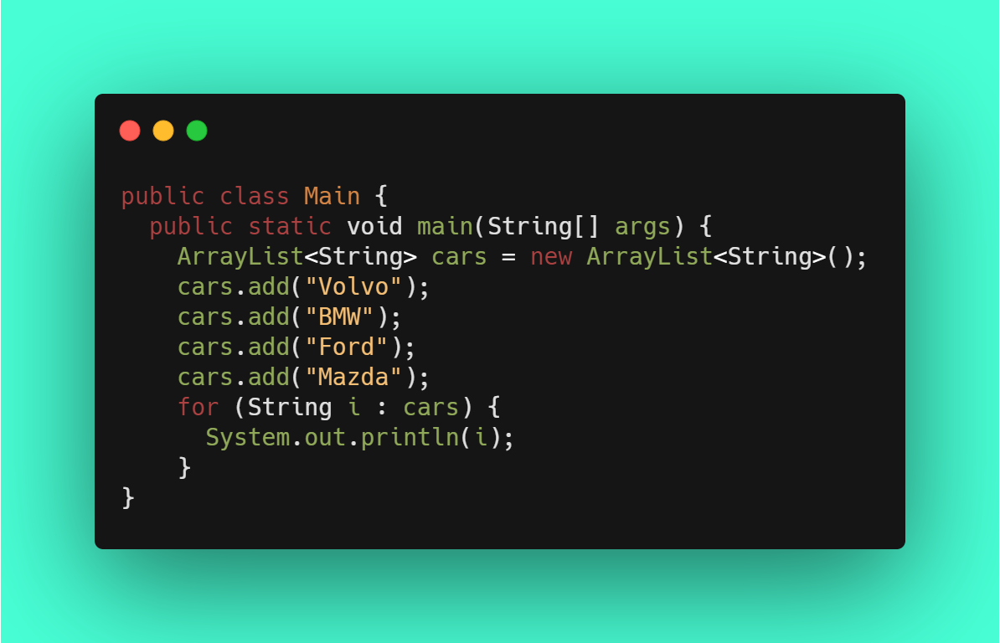 public class Main {
  public static void main(String[] args) {
    ArrayList<String> cars = new ArrayList<String>();
    cars.add("Volvo");
    cars.add("BMW");
    cars.add("Ford");
    cars.add("Mazda");
    for (String i : cars) {
      System.out.println(i);
    }
}